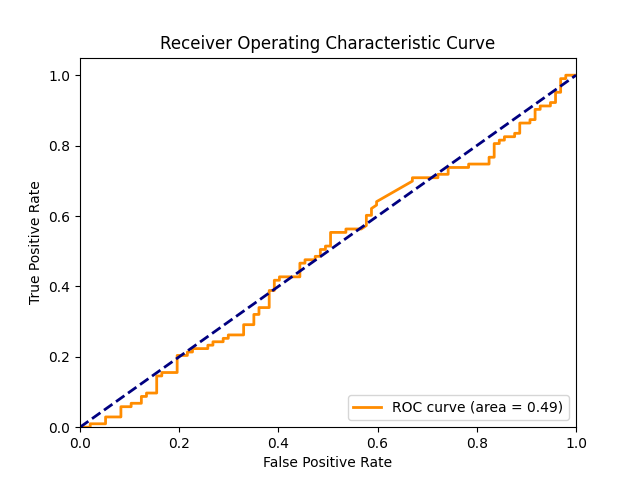 Receiver Operating Characteristic Curve
1.0
0.8
0.6
0.4
0.2
0.0
True Positive Rate
ROC curve (area = 0.49)
0.0 0.2 0.4 0.6 0.8 1.0
False Positive Rate